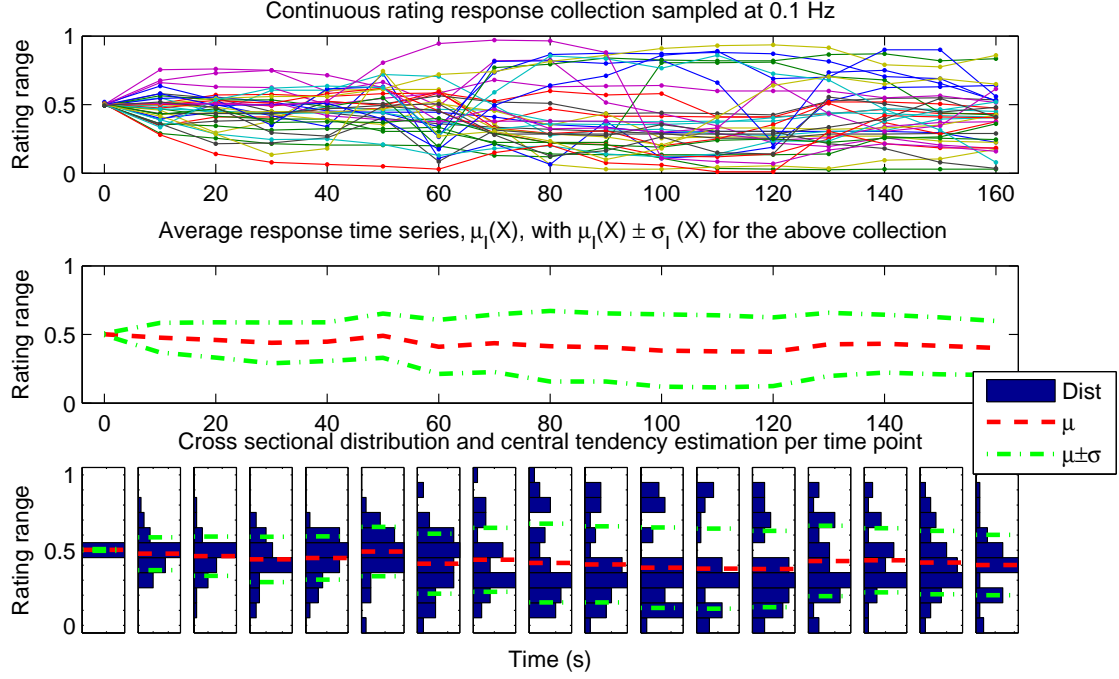 Continuous rating response collection sampled at 0.1 Hz
Rating range
1
0.5
0
0 20 40 60 80 100 120 140 160
Average response time series, μ_I(X), with μ_I(X) ± σ_I (X) for the above collection
Rating range
1
0.5
0
0 20 40 60 80 100 120 140
Dist
μ
μ±σ
Cross sectional distribution and central tendency estimation per time point
Rating range
1
0.5
0
Time (s)